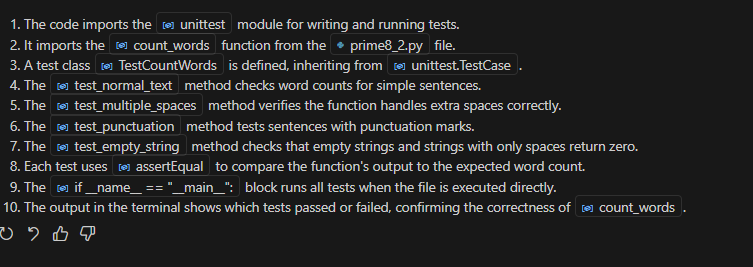 1. The code imports the unittest module for writing and running tests.
2. It imports the count_words function from the prime8_2.py file.
3. A test class TestCountWords is defined, inheriting from unittest.TestCase .
4. The test_normal_text method checks word counts for simple sentences.
5. The test_multiple_spaces method verifies the function handles extra spaces correctly.
6. The test_punctuation method tests sentences with punctuation marks.
7. The test_empty_string method checks that empty strings and strings with only spaces return zero.
8. Each test uses assertEqual to compare the function's output to the expected word count.
9. The if __name__ == "__main__": block runs all tests when the file is executed directly.
10. The output in the terminal shows which tests passed or failed, confirming the correctness of count_words .